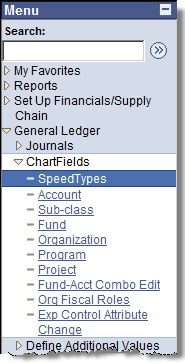 Menu
Search:
My Favorites
Reports
Set Up Financials/Supply
Chain
General Ledger
Journals
ChartFields
SpeedTypes
Account
Sub-class
Fund
Organization
Program
Project
Fund-Acct Combo Edit
Org Fiscal Roles
Exp Control Attribute
Change
Define Additional Values